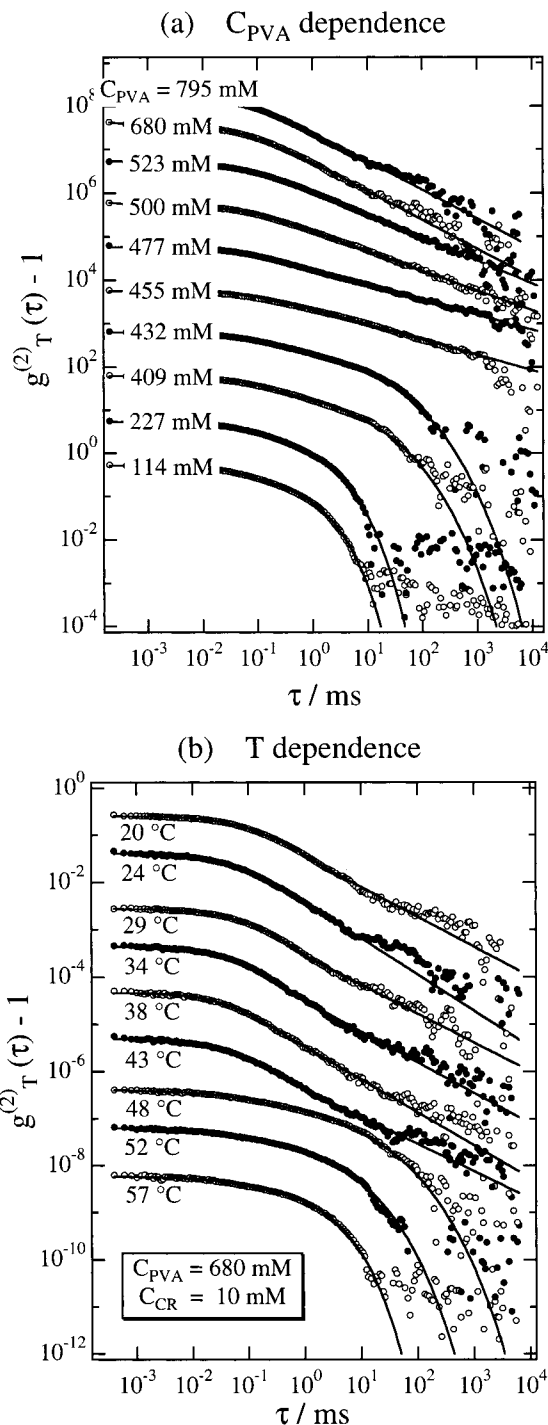 (a) C_PVA dependence
10^8
10^6
10^4
10^2
10^0
10^-2
10^-4
g^(2)_T (τ) - 1
C_PVA = 795 mM
680 mM
523 mM
500 mM
477 mM
455 mM
432 mM
409 mM
227 mM
114 mM
10^-3 10^-2 10^-1 10^0 10^1 10^2 10^3 10^4
τ / ms
(b) T dependence
10^0
10^-2
10^-4
10^-6
10^-8
10^-10
10^-12
g^(2)_T (τ) - 1
20 °C
24 °C
29 °C
34 °C
38 °C
43 °C
48 °C
52 °C
57 °C
C_PVA = 680 mM
C_CR = 10 mM
10^-3 10^-2 10^-1 10^0 10^1 10^2 10^3 10^4
τ / ms